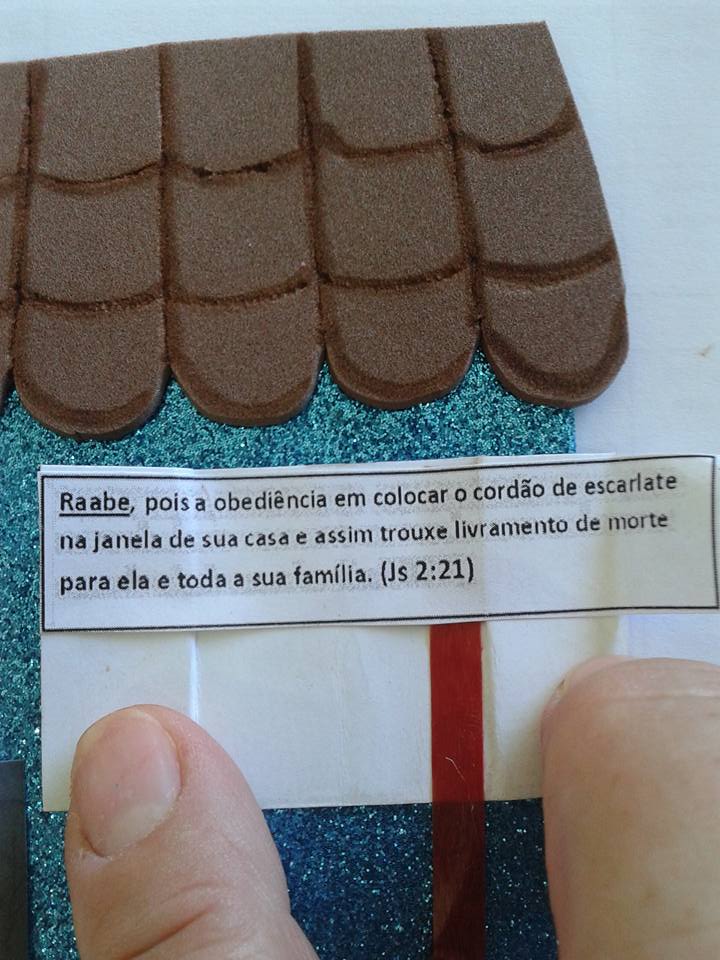 Raabe, pois a obediência em colocar o cordão de escarlate
na janela de sua casa e assim trouxe livramento de morte
para ela e toda a sua família. (Js 2:21)